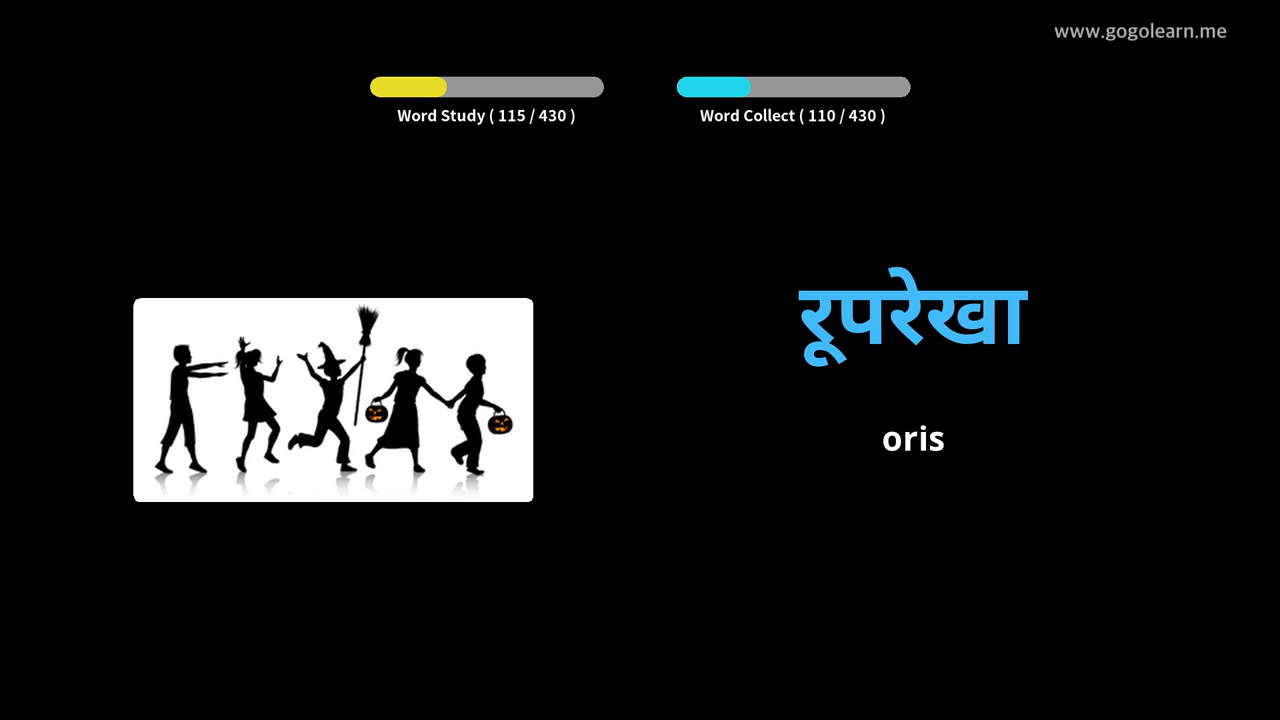 www.gogolearn.me
Word Study ( 115 / 430 )
Word Collect ( 110 / 430 )
रूपरेखा
oris